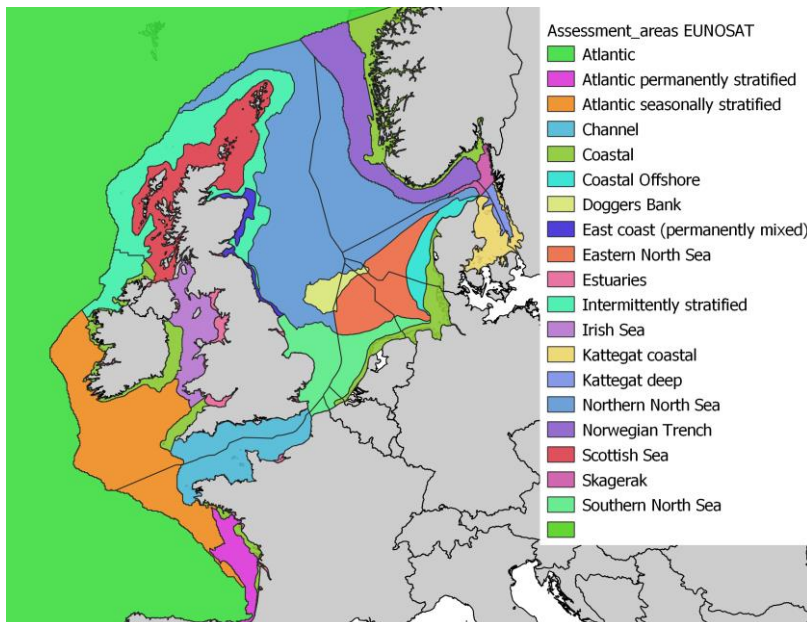 Assessment_areas EUNOSAT
Atlantic
Atlantic permanently stratified
Atlantic seasonally stratified
Channel
Coastal
Coastal Offshore
Doggers Bank
East coast (permanently mixed)
Eastern North Sea
Estuaries
Intermittently stratified
Irish Sea
Kattegat coastal
Kattegat deep
Northern North Sea
Norwegian Trench
Scottish Sea
Skagerak
Southern North Sea